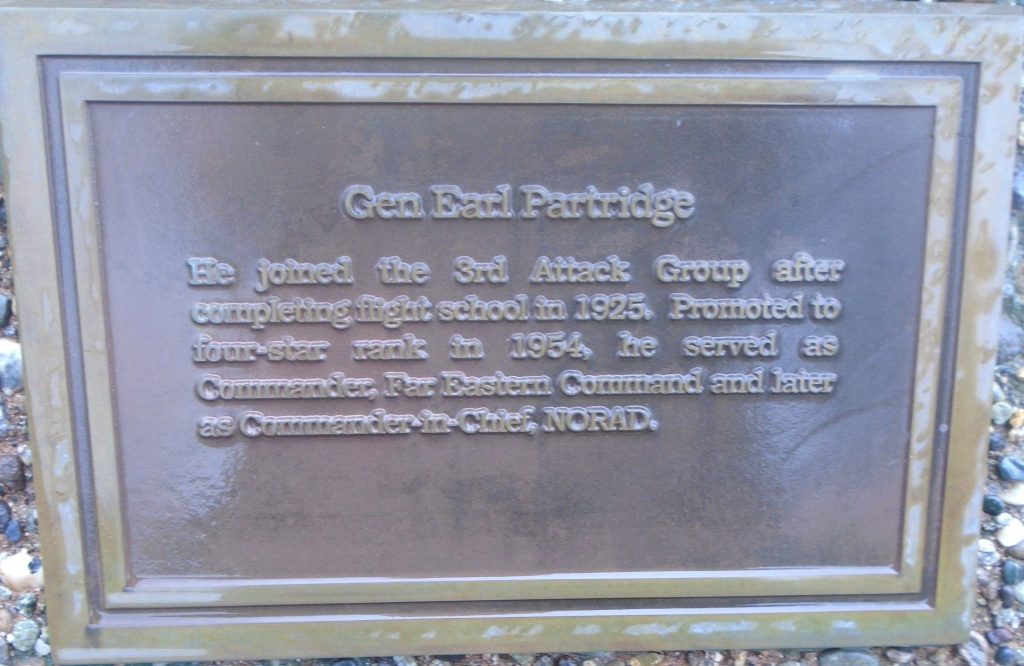 Gen Earl Partridge
He joined the 3rd Attack Group after
completing flight school in 1925. Promoted to
four-star rank in 1954, he served as
Commander, Far Eastern Command and later
as Commander-in-Chief, NORAD.